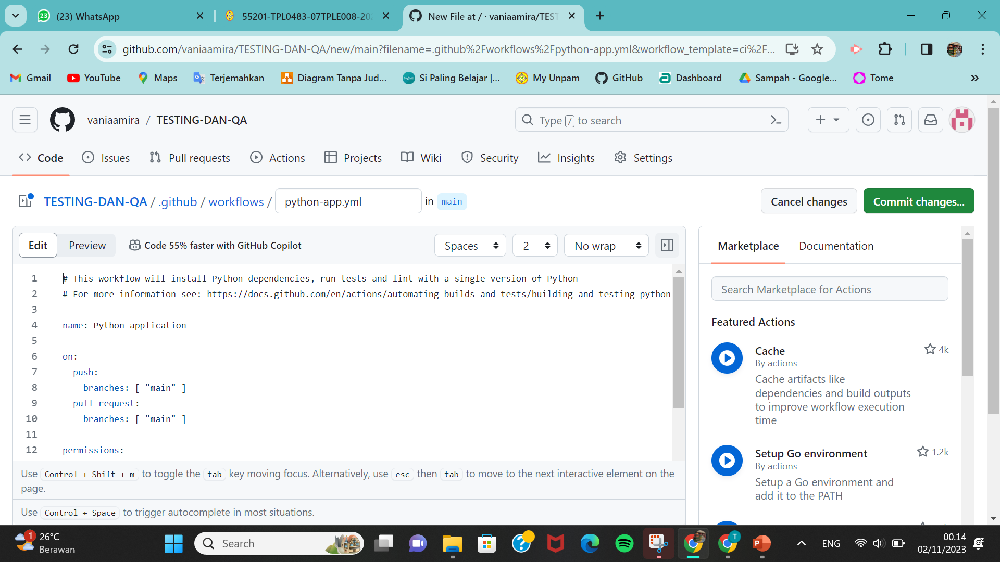 23
(23) WhatsApp
55201-TPL0483-07TPLE008-20
New File at / · vaniaamira/TEST
github.com/vaniaamira/TESTING-DAN-QA/new/main?filename=.github%2Fworkflows%2Fpython-app.yml&workflow_template=ci%2F...
Gmail
YouTube
Maps
Terjemahkan
Diagram Tanpa Jud...
Si Paling Belajar |...
My Unpam
GitHub
Dashboard
Sampah - Google...
Tome
vaniaamira / TESTING-DAN-QA
Type / to search
Code
Issues
Pull requests
Actions
Projects
Wiki
Security
Insights
Settings
TESTING-DAN-QA / .github / workflows / python-app.yml in main
Cancel changes
Commit changes...
Edit
Preview
Code 55% faster with GitHub Copilot
Spaces
2
No wrap
1 # This workflow will install Python dependencies, run tests and lint with a single version of Python
2 # For more information see: https://docs.github.com/en/actions/automating-builds-and-tests/building-and-testing-python
3
4 name: Python application
5
6 on:
7 push:
8 branches: [ "main" ]
9 pull_request:
10 branches: [ "main" ]
11
12 permissions:
Use Control + Shift + m to toggle the tab key moving focus. Alternatively, use esc then tab to move to the next interactive element on the
page.
Use Control + Space to trigger autocomplete in most situations.
Marketplace
Documentation
Search Marketplace for Actions
Featured Actions
Cache
4k
By actions
Cache artifacts like
dependencies and build outputs
to improve workflow execution
time
Setup Go environment
1.2k
By actions
Setup a Go environment and
add it to the PATH
1
26°C
Berawan
Search
T
P
ENG
00.14
02/11/2023